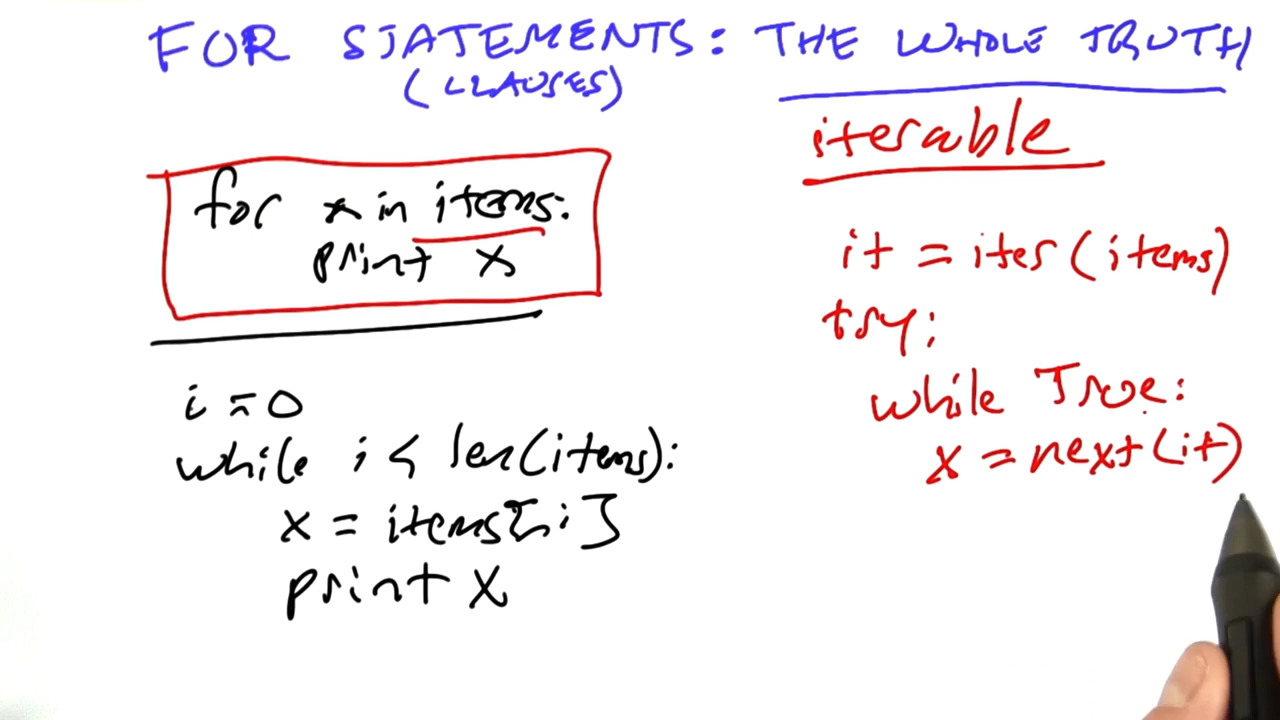 FOR STATEMENTS: THE WHOLE TRUTH
(CLAUSES)
for x in items:
print x
i = 0
while i < len(items):
x = items[i]
print x
iterable
it = iter(items)
try:
while True:
x = next(it)